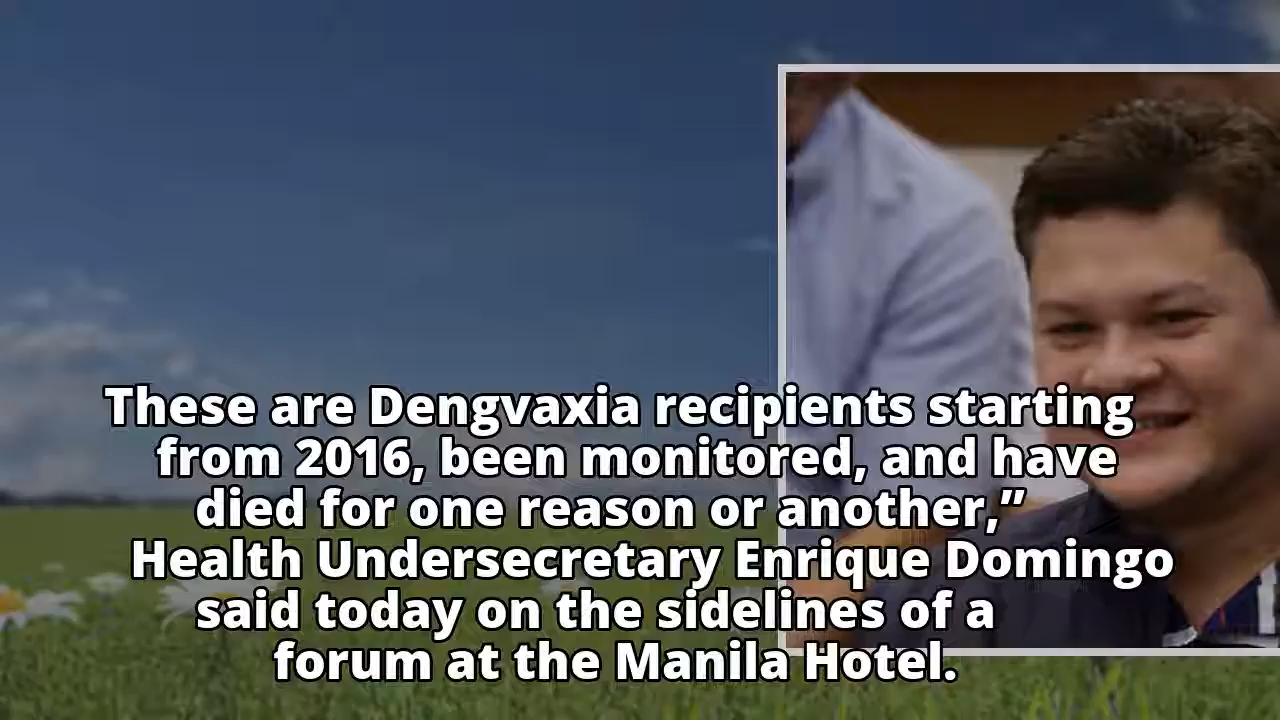 These are Dengvaxia recipients starting
from 2016, been monitored, and have
died for one reason or another,”
Health Undersecretary Enrique Domingo
said today on the sidelines of a
forum at the Manila Hotel.